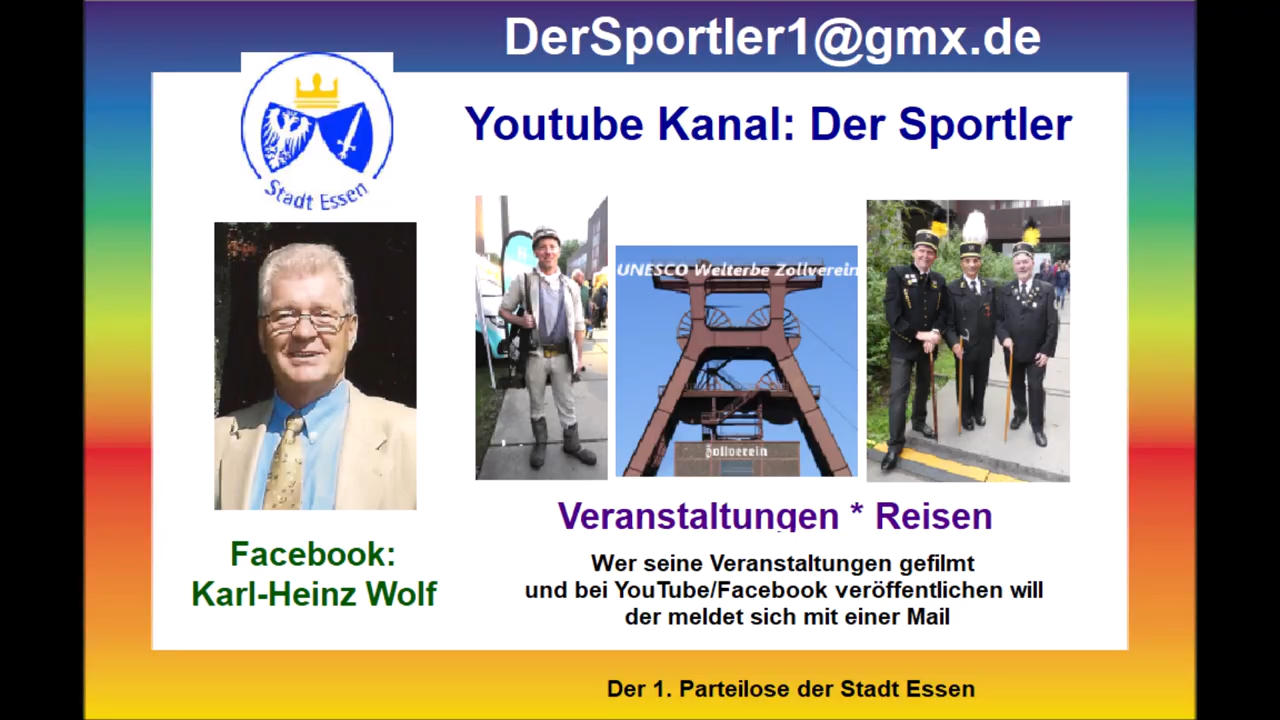 DerSportler1@gmx.de
Stadt Essen
Youtube Kanal: Der Sportler
UNESCO Welterbe Zollverein
Zollverein
Veranstaltungen * Reisen
Facebook:
Karl-Heinz Wolf
Wer seine Veranstaltungen gefilmt
und bei YouTube/Facebook veröffentlichen will
der meldet sich mit einer Mail
Der 1. Parteilose der Stadt Essen